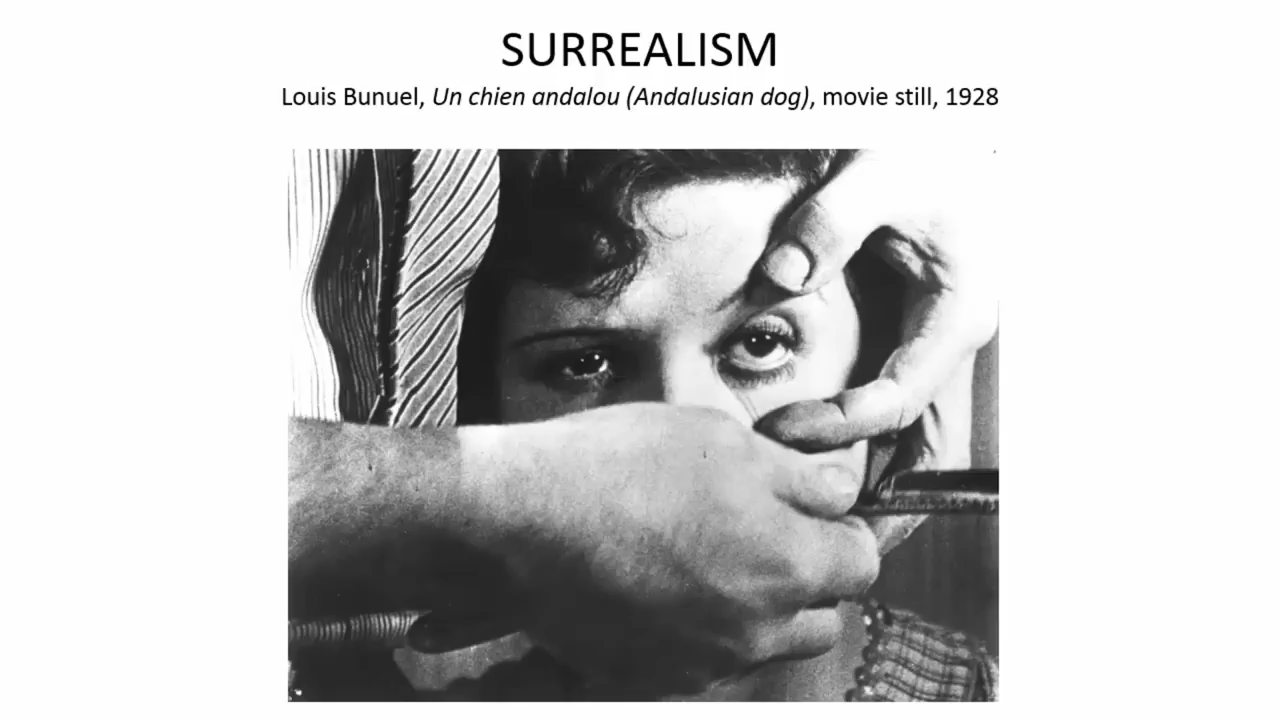 SURREALISM
Louis Bunuel, Un chien andalou (Andalusian dog), movie still, 1928